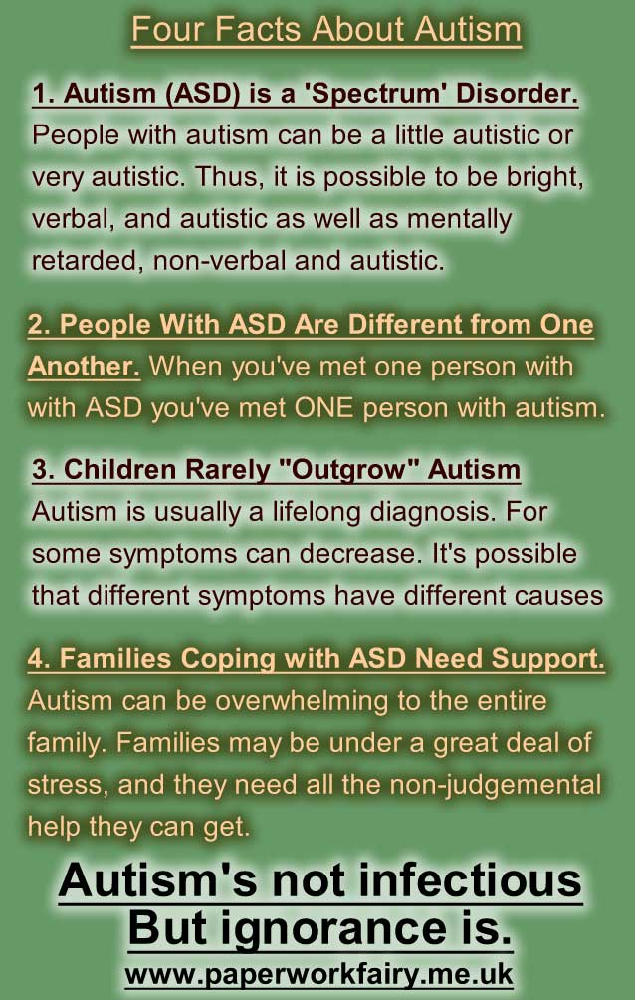 Four Facts About Autism
1. Autism (ASD) is a 'Spectrum' Disorder.
People with autism can be a little autistic or
very autistic. Thus, it is possible to be bright,
verbal, and autistic as well as mentally
retarded, non-verbal and autistic.
2. People With ASD Are Different from One
Another. When you've met one person with
with ASD you've met ONE person with autism.
3. Children Rarely "Outgrow" Autism
Autism is usually a lifelong diagnosis. For
some symptoms can decrease. It's possible
that different symptoms have different causes
4. Families Coping with ASD Need Support.
Autism can be overwhelming to the entire
family. Families may be under a great deal of
stress, and they need all the non-judgemental
help they can get.
Autism's not infectious
But ignorance is.
www.paperworkfairy.me.uk